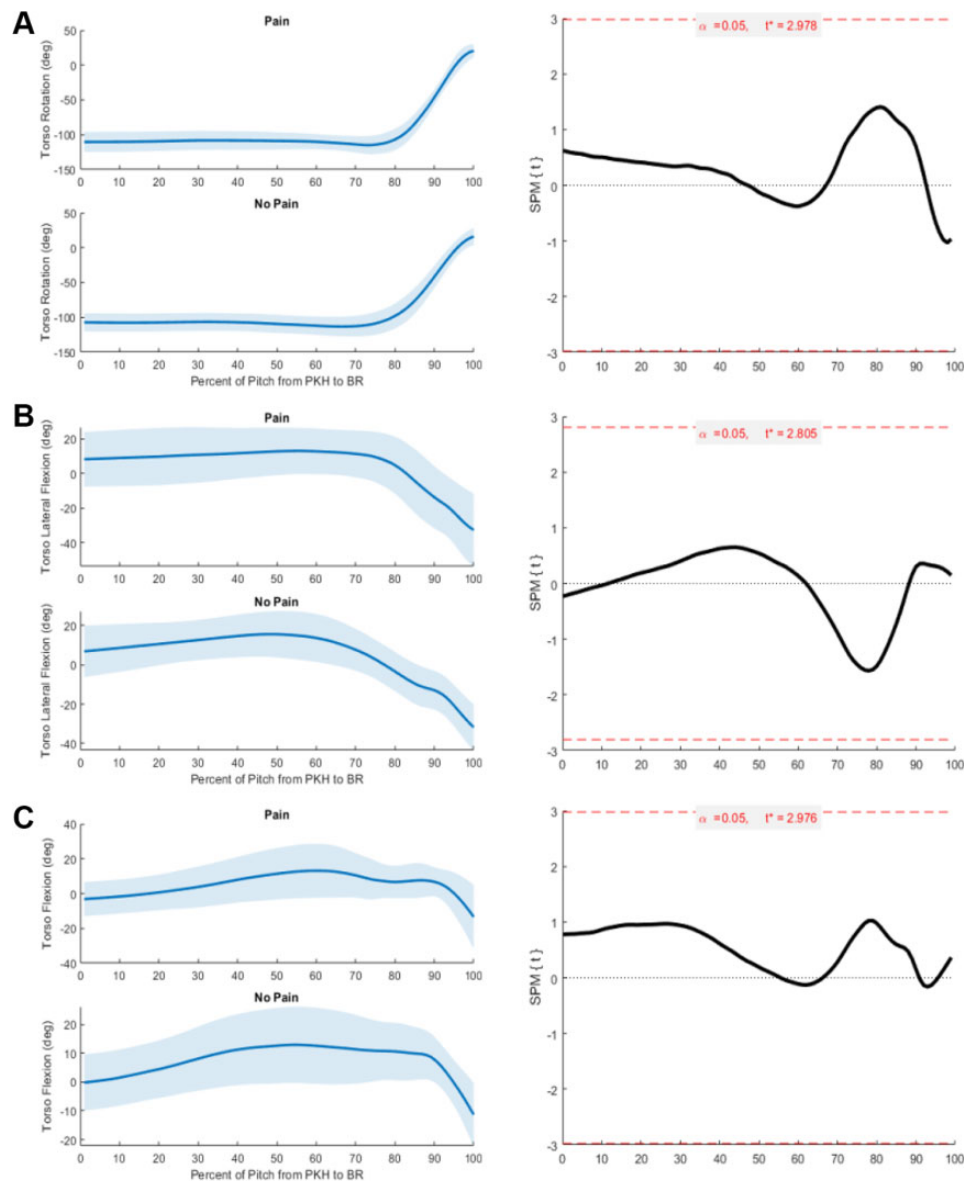 A
Pain
Torso Rotation (deg)
50
0
-50
-100
-150
0 10 20 30 40 50 60 70 80 90 100
No Pain
Torso Rotation (deg)
50
0
-50
-100
-150
0 10 20 30 40 50 60 70 80 90 100
Percent of Pitch from PKH to BR
α =0.05, t* = 2.978
SPM { t }
3
2
1
0
-1
-2
-3
0 10 20 30 40 50 60 70 80 90 100
B
Pain
Torso Lateral Flexion (deg)
20
0
-20
-40
0 10 20 30 40 50 60 70 80 90 100
No Pain
Torso Lateral Flexion (deg)
20
0
-20
-40
0 10 20 30 40 50 60 70 80 90 100
Percent of Pitch from PKH to BR
α =0.05, t* = 2.805
SPM { t }
3
2
1
0
-1
-2
-3
0 10 20 30 40 50 60 70 80 90 100
C
Pain
Torso Flexion (deg)
40
20
0
-20
-40
0 10 20 30 40 50 60 70 80 90 100
No Pain
Torso Flexion (deg)
20
10
0
-10
-20
0 10 20 30 40 50 60 70 80 90 100
Percent of Pitch from PKH to BR
α =0.05, t* = 2.976
SPM { t }
3
2
1
0
-1
-2
-3
0 10 20 30 40 50 60 70 80 90 100